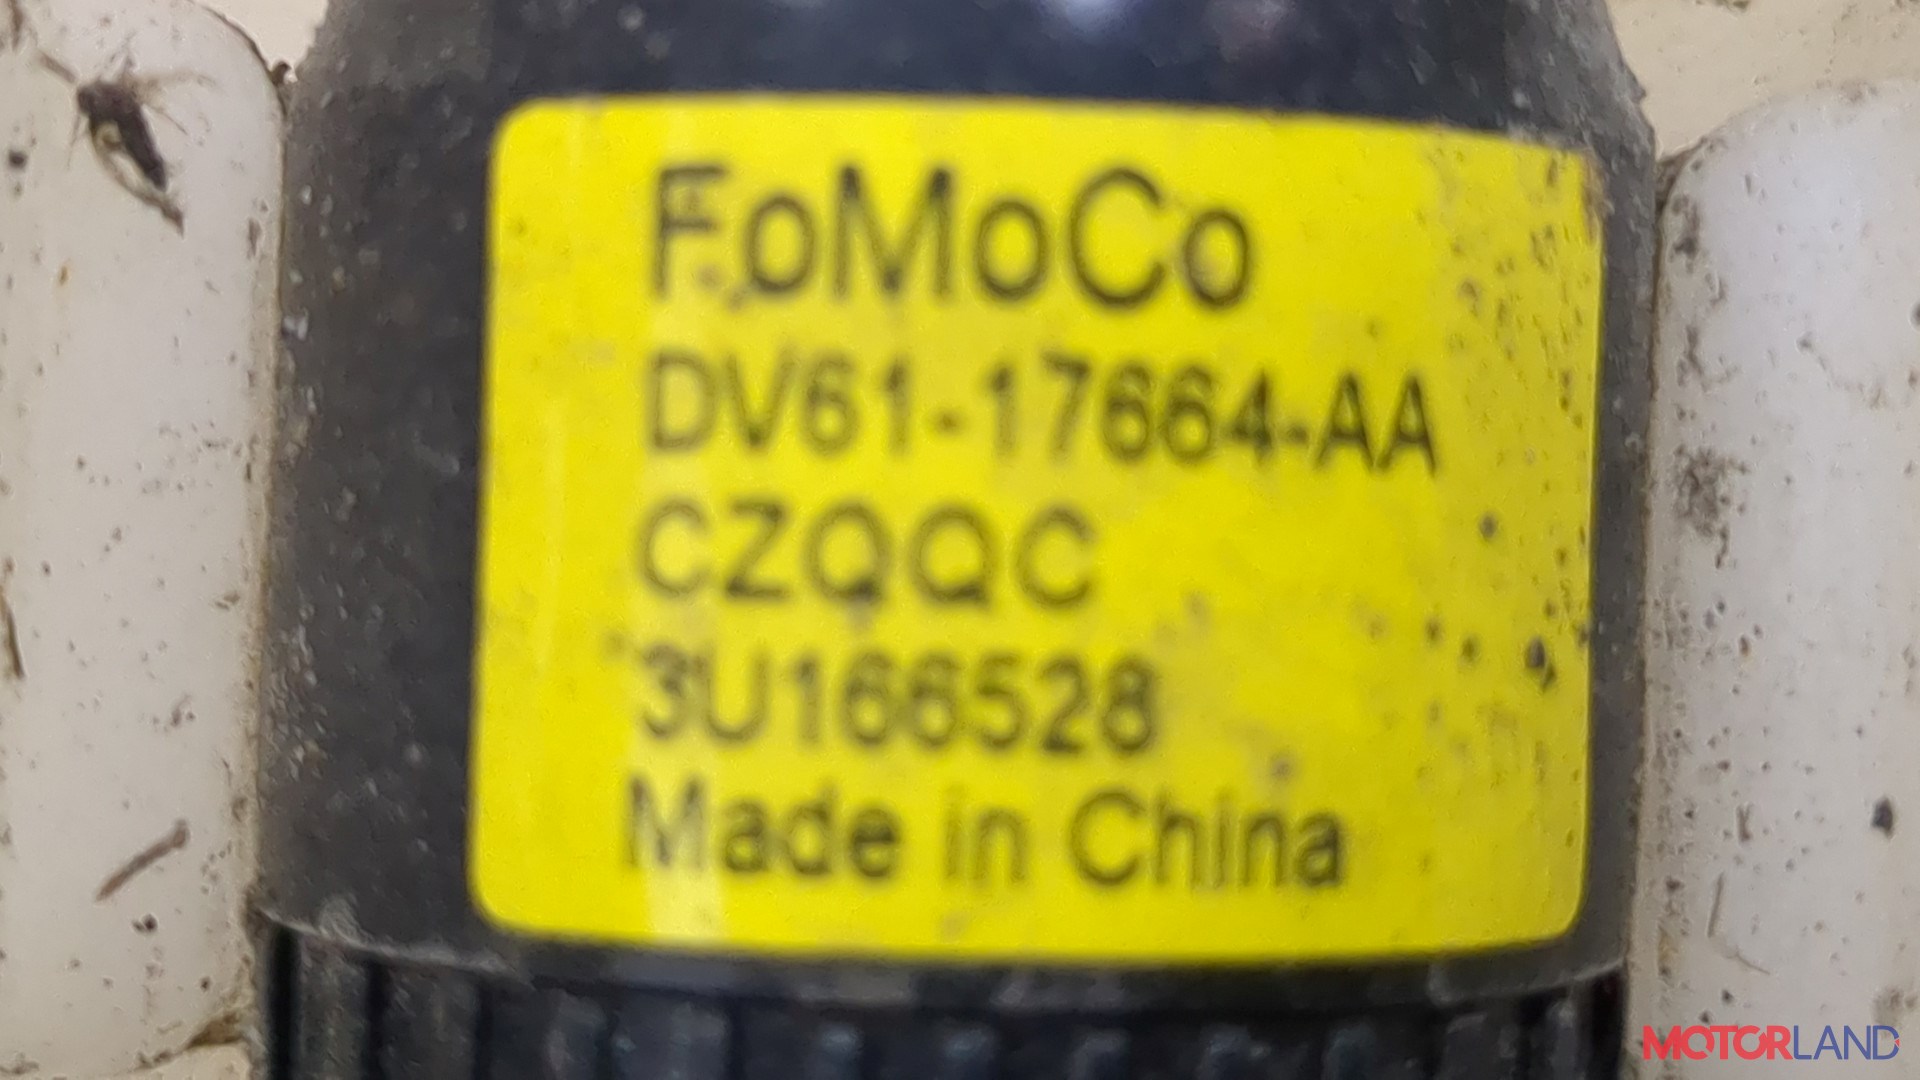 FoMoCo
DV61-17664-AA
CZQQC
3U166528
Made in China
MOTORLAND